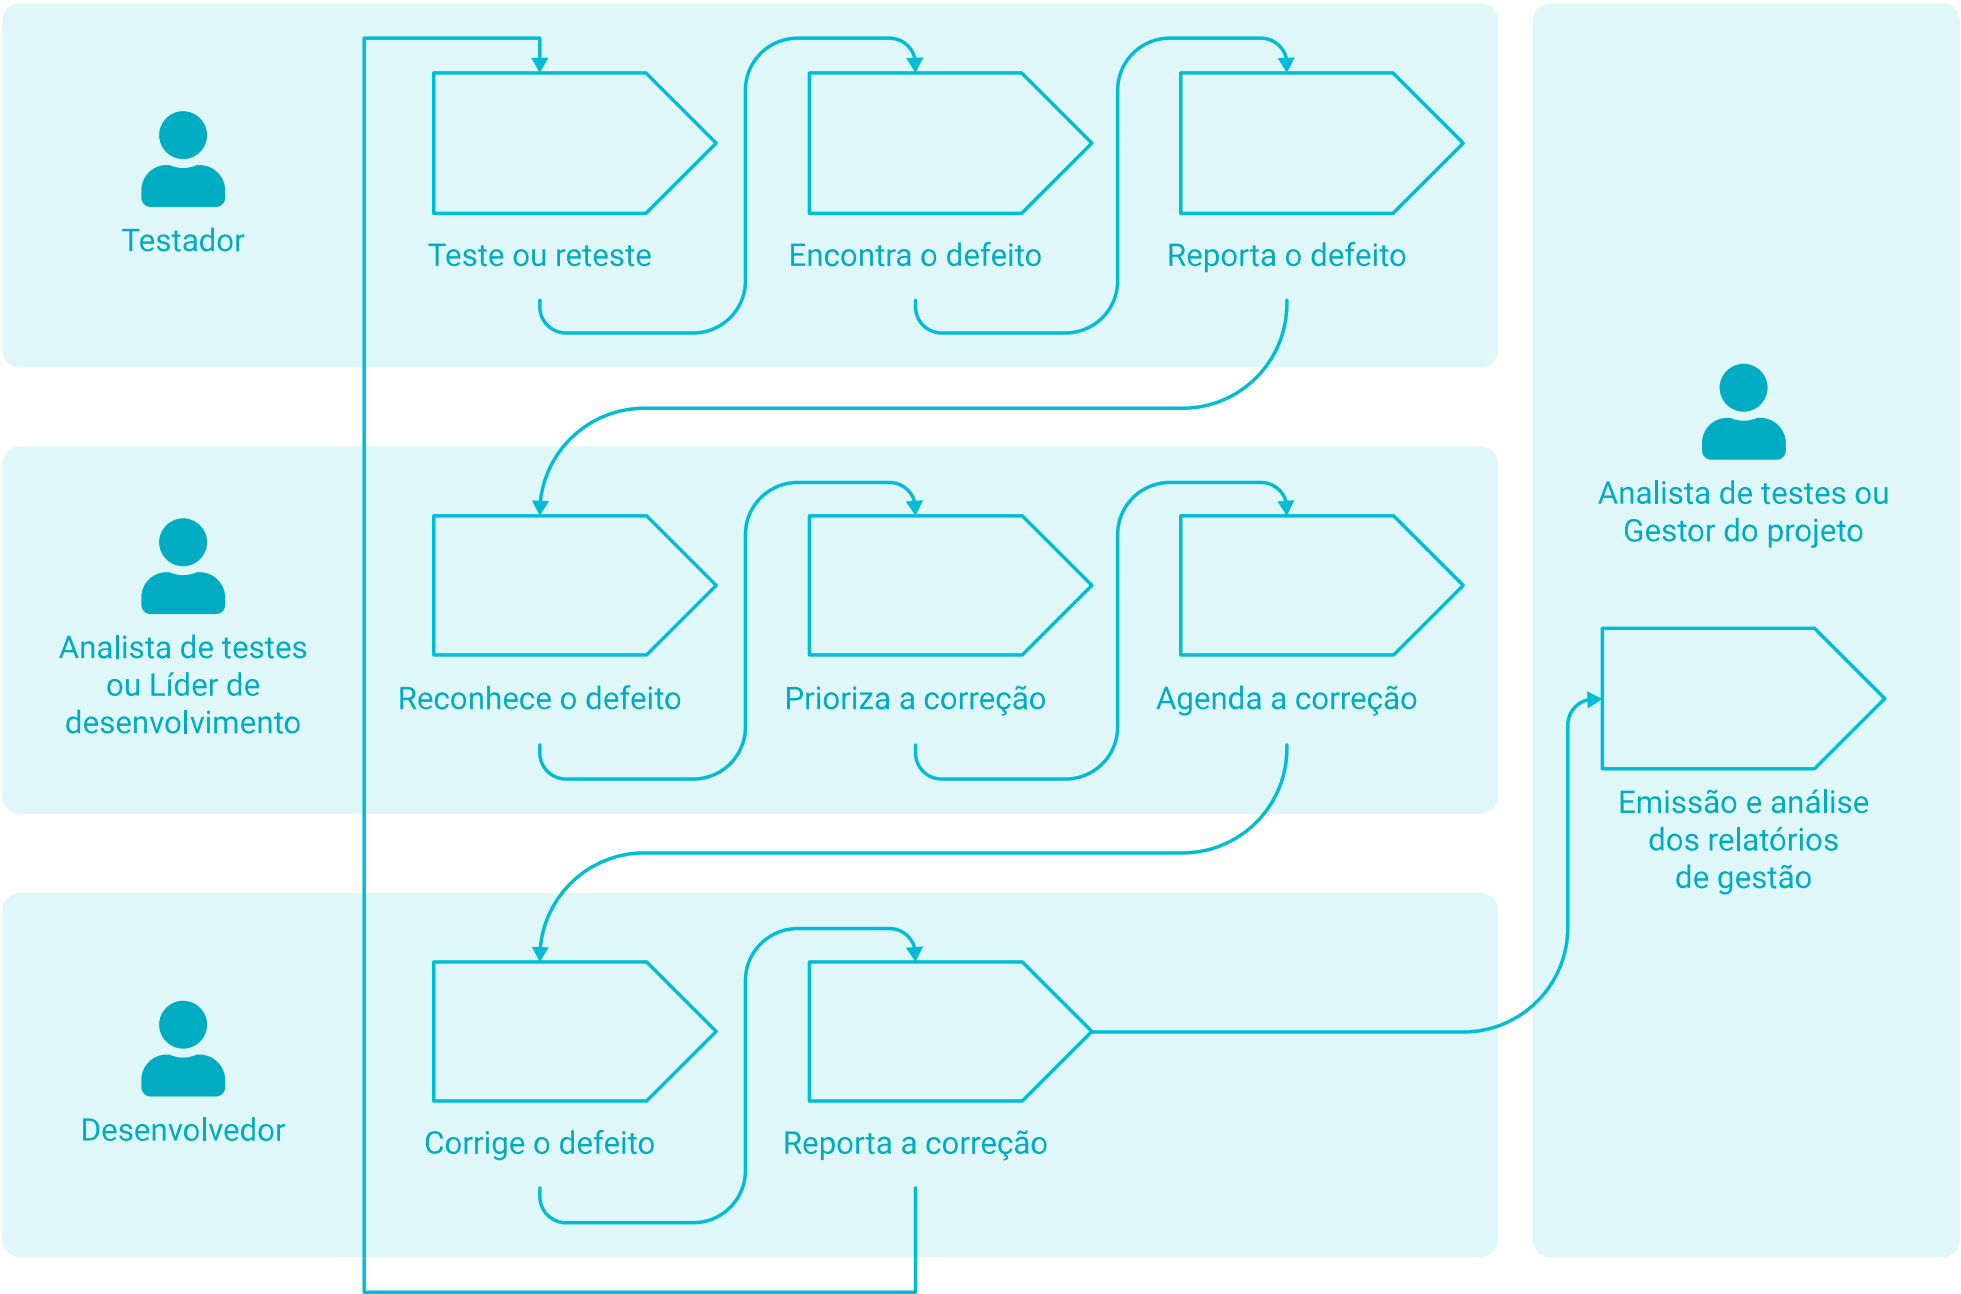 Testador
Teste ou reteste
Encontra o defeito
Reporta o defeito
Analista de testes
ou Líder de
desenvolvimento
Reconhece o defeito
Prioriza a correção
Agenda a correção
Desenvolvedor
Corrige o defeito
Reporta a correção
Analista de testes ou
Gestor do projeto
Emissão e análise
dos relatórios
de gestão